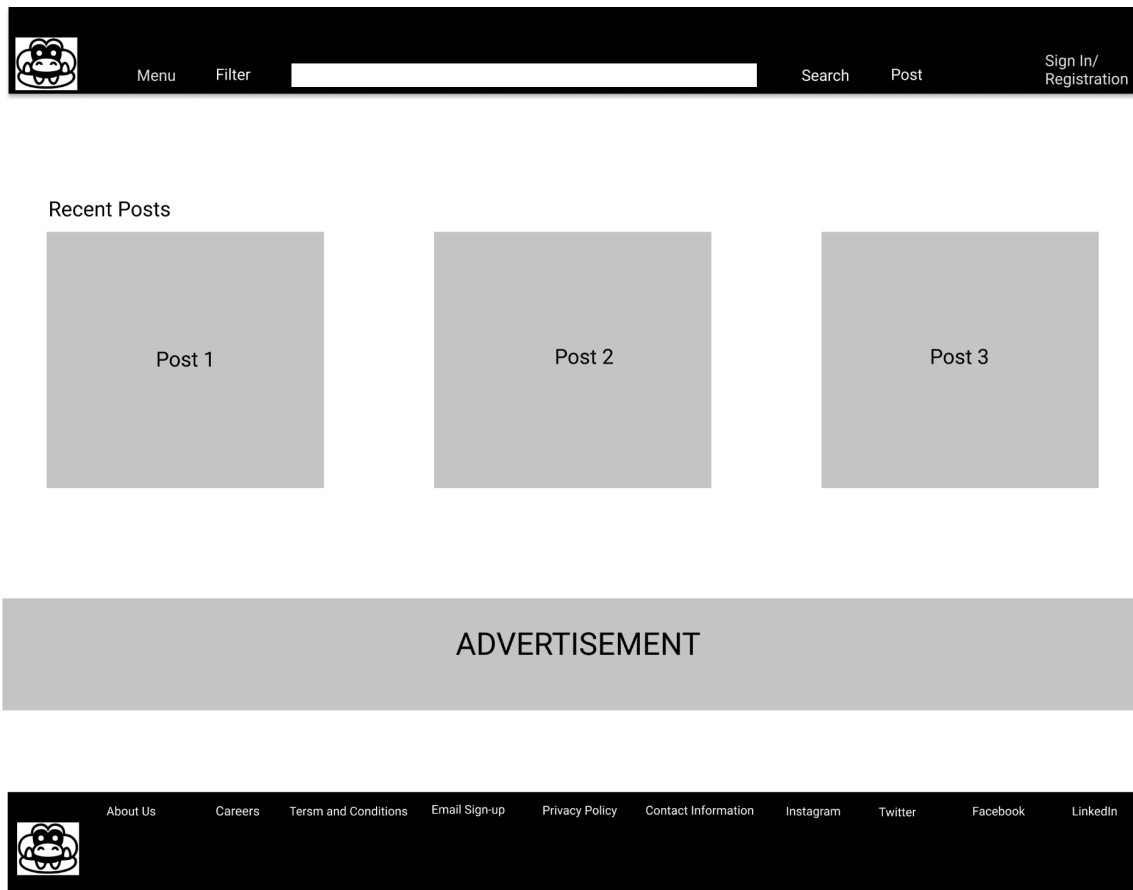 Menu
Filter
Search
Post
Sign In/
Registration
Recent Posts
Post 1
Post 2
Post 3
ADVERTISEMENT
About Us
Careers
Tersm and Conditions
Email Sign-up
Privacy Policy
Contact Information
Instagram
Twitter
Facebook
LinkedIn